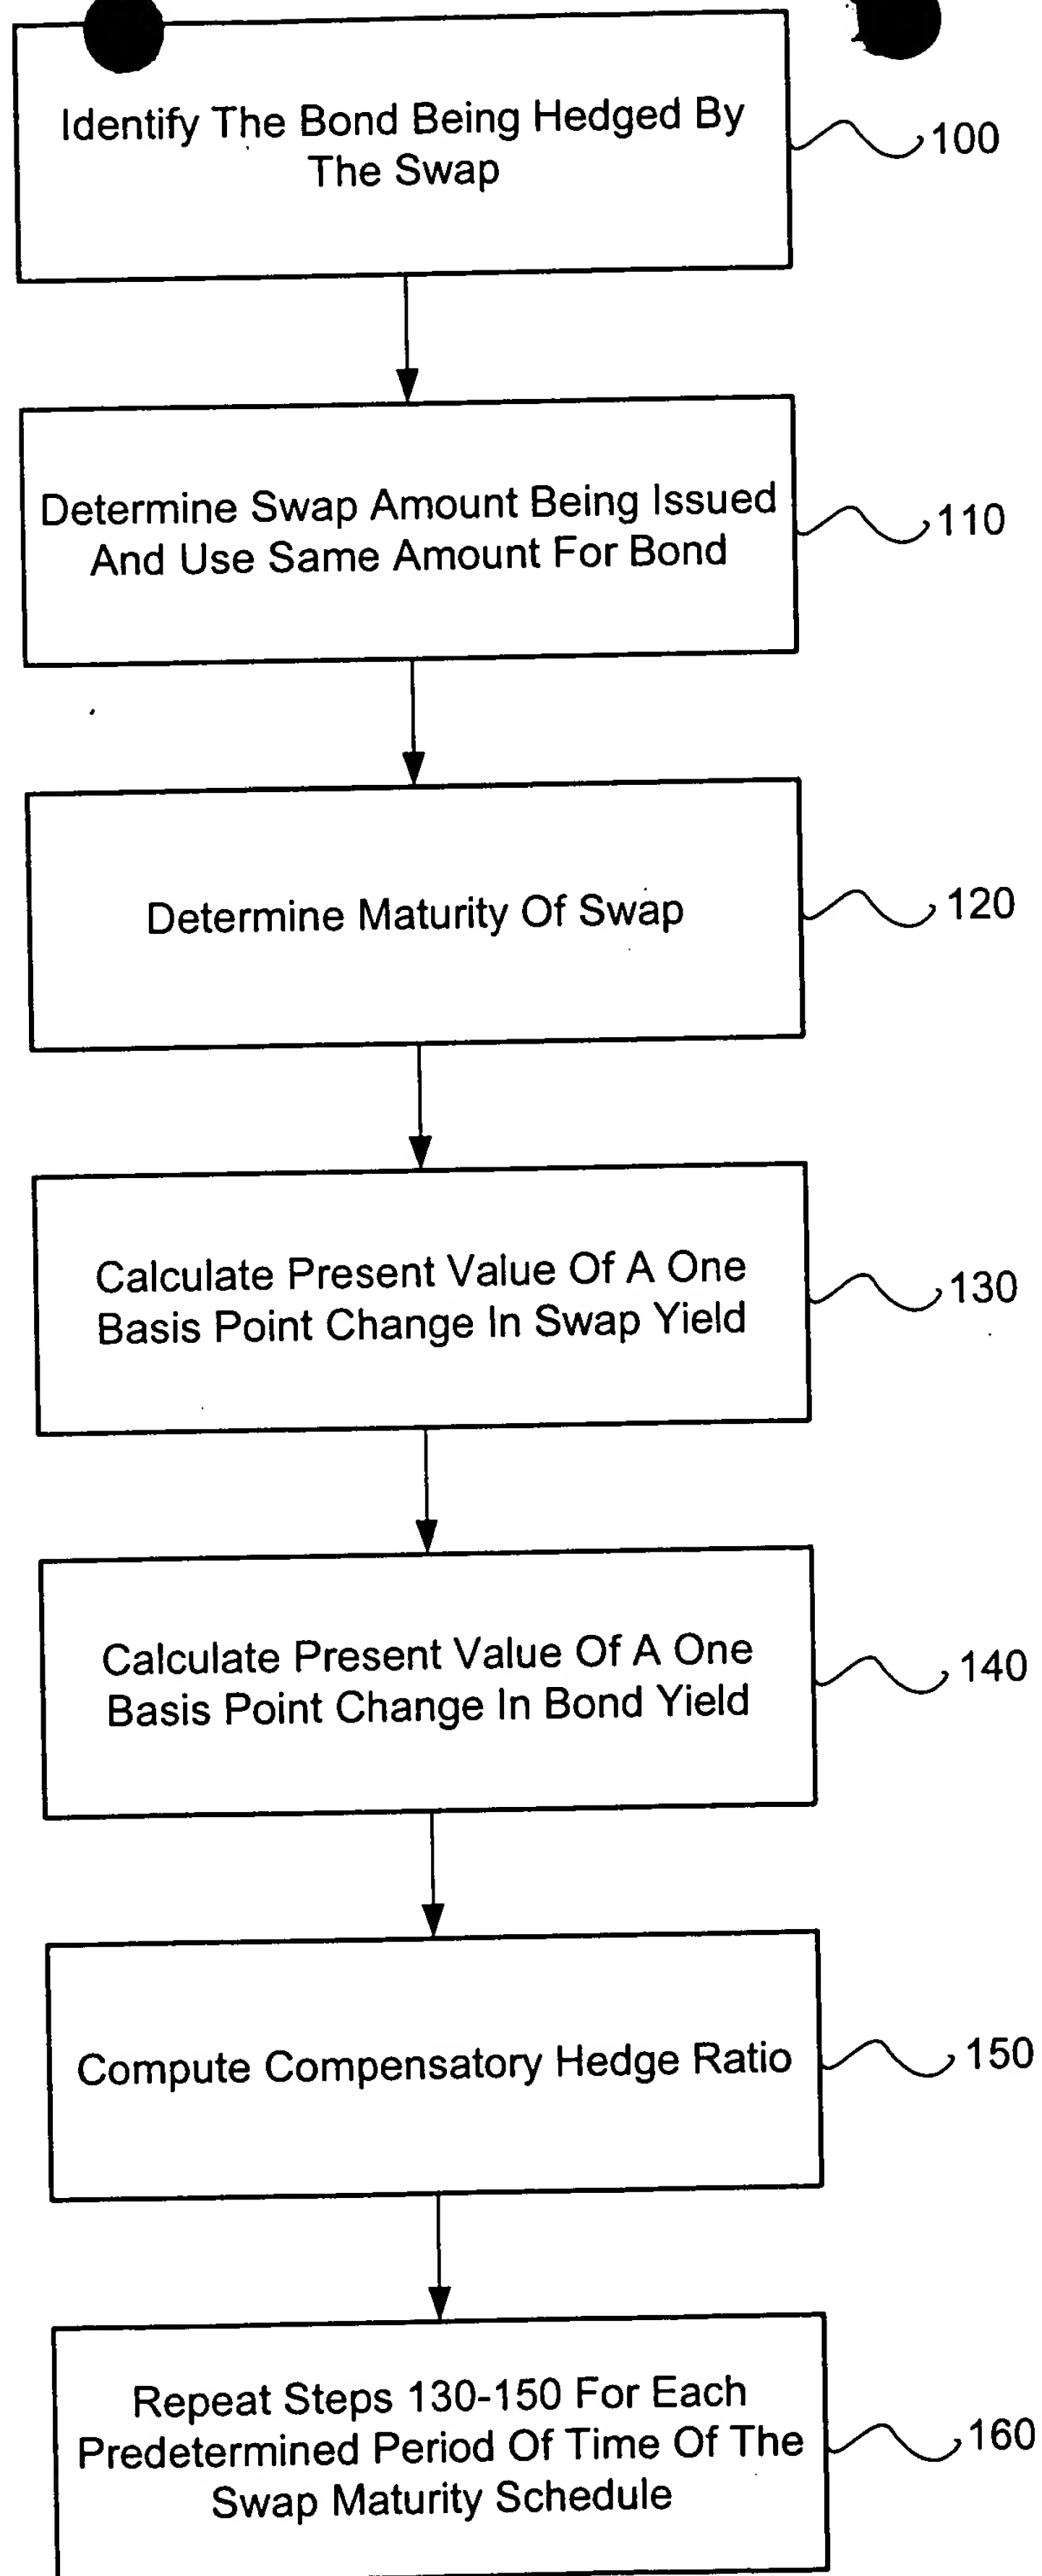 Identify The Bond Being Hedged By
The Swap
100
Determine Swap Amount Being Issued
And Use Same Amount For Bond
110
Determine Maturity Of Swap
120
Calculate Present Value Of A One
Basis Point Change In Swap Yield
130
Calculate Present Value Of A One
Basis Point Change In Bond Yield
140
Compute Compensatory Hedge Ratio
150
Repeat Steps 130-150 For Each
Predetermined Period Of Time Of The
Swap Maturity Schedule
160